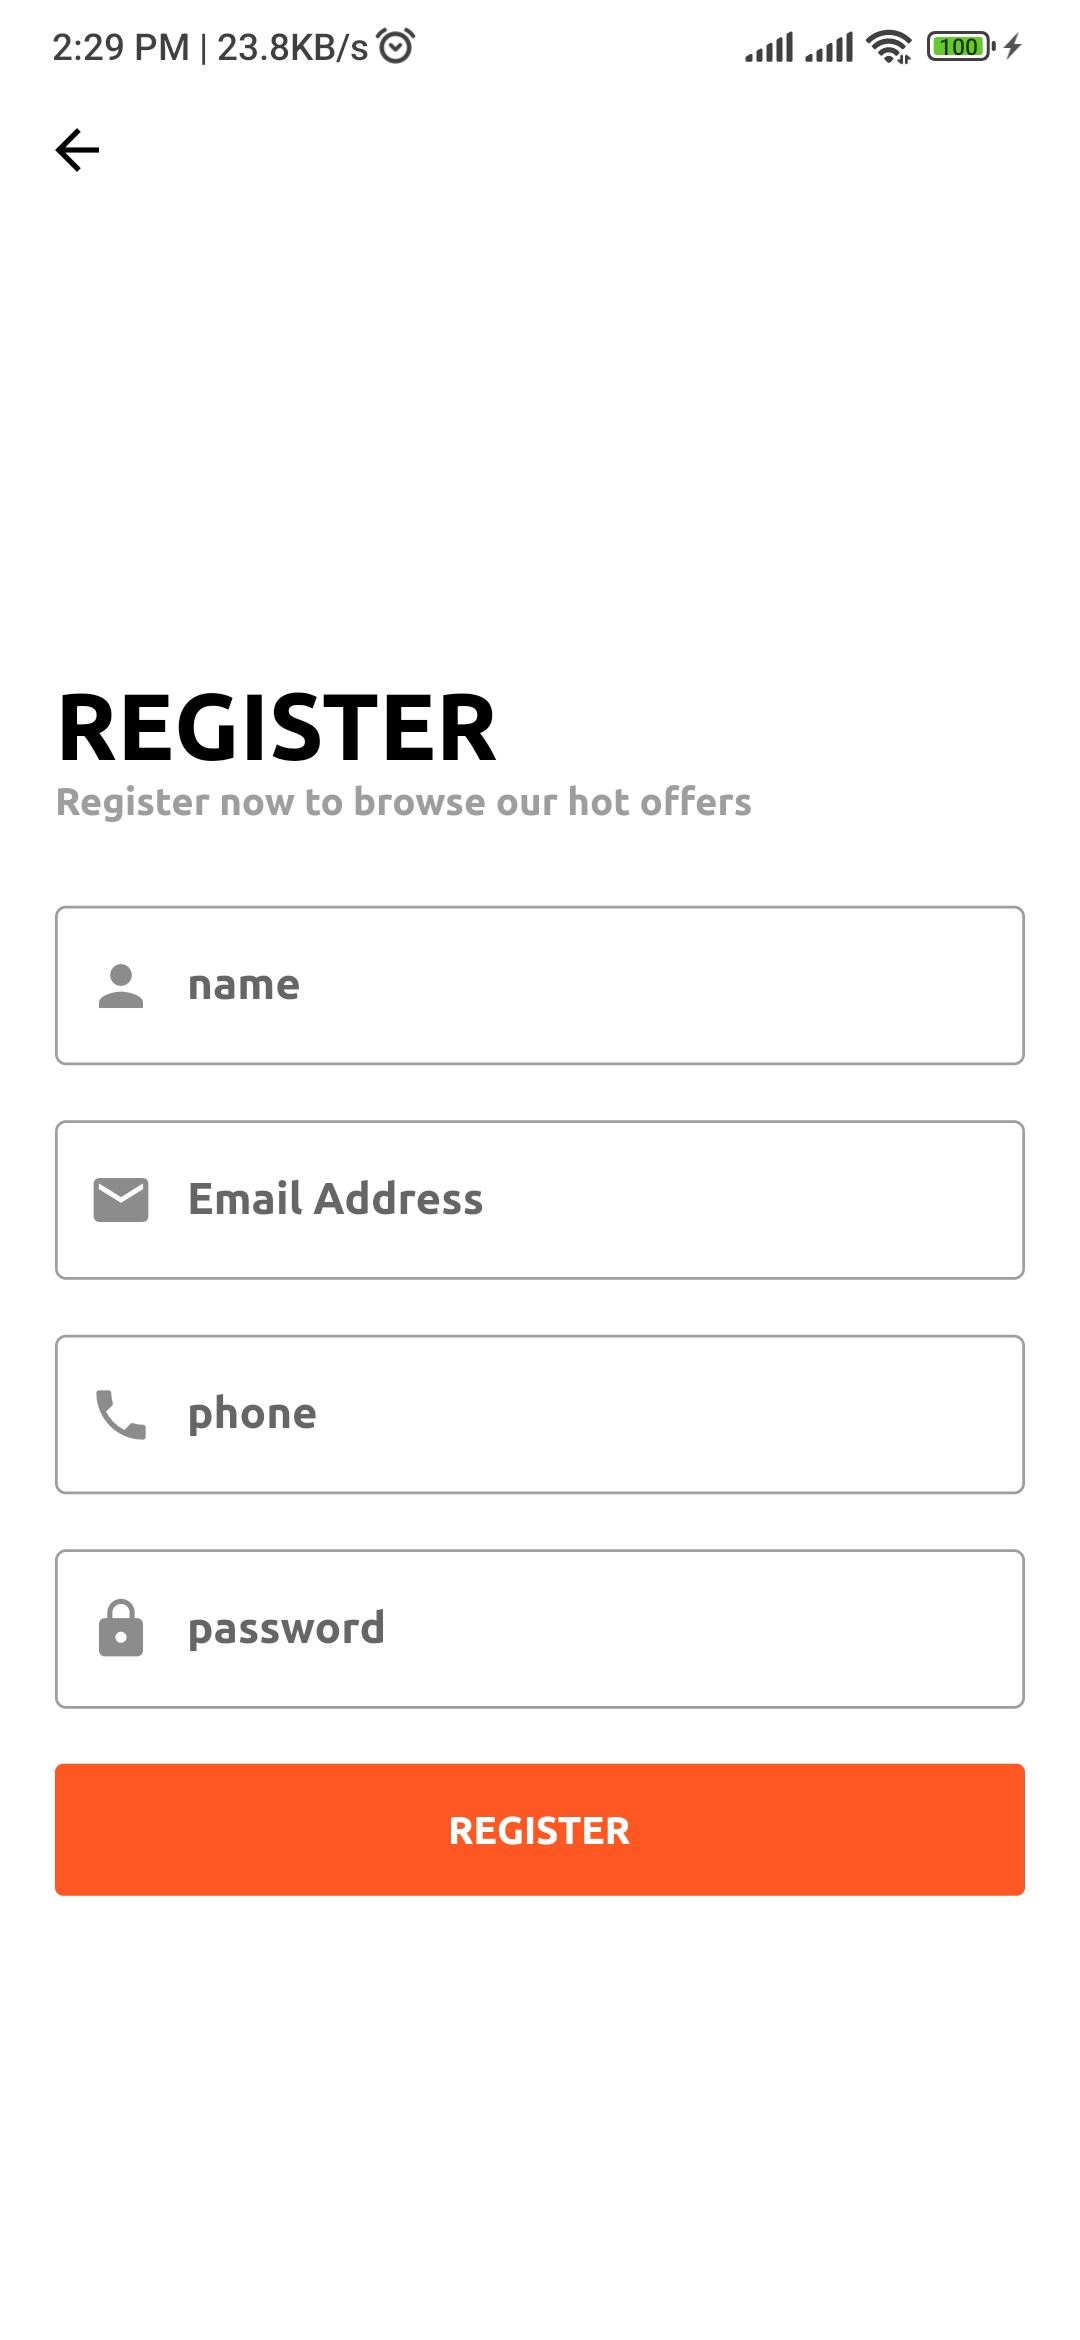 2:29 PM | 23.8KB/s
100
REGISTER
Register now to browse our hot offers
name
Email Address
phone
password
REGISTER